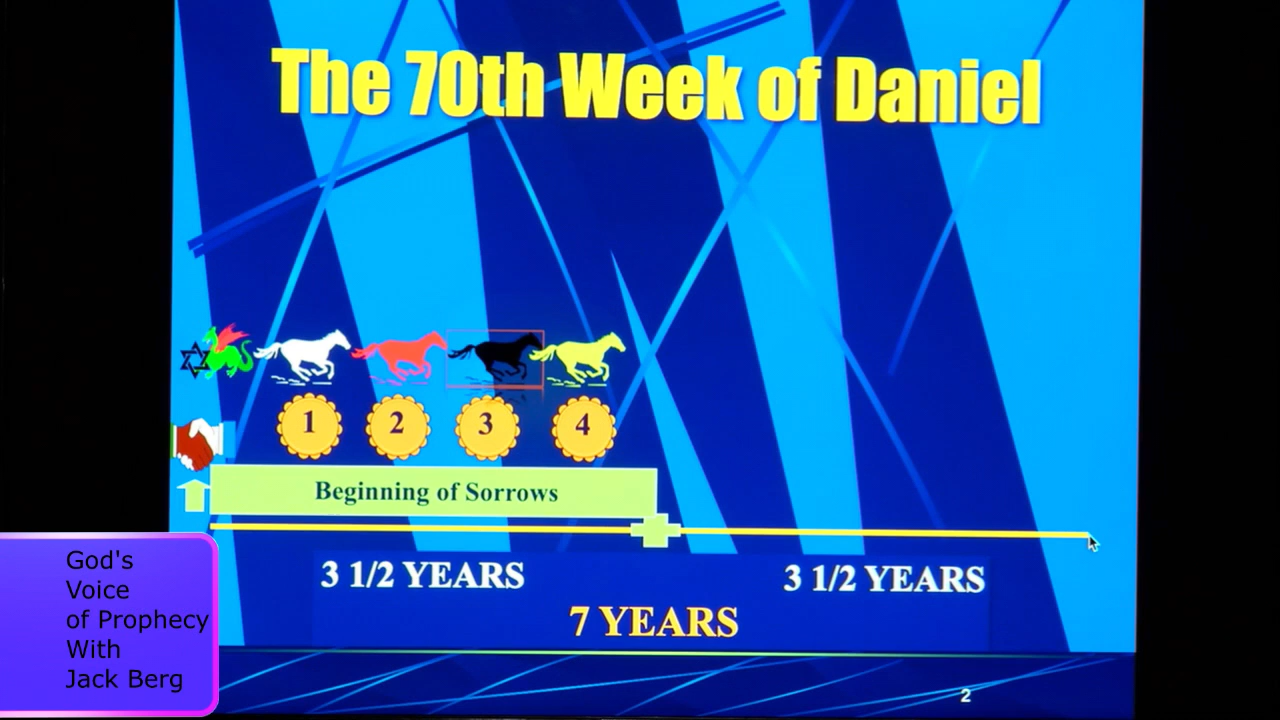 The 70th Week of Daniel
1 2 3 4
Beginning of Sorrows
3 1/2 YEARS 3 1/2 YEARS
7 YEARS
2
God's
Voice
of Prophecy
With
Jack Berg